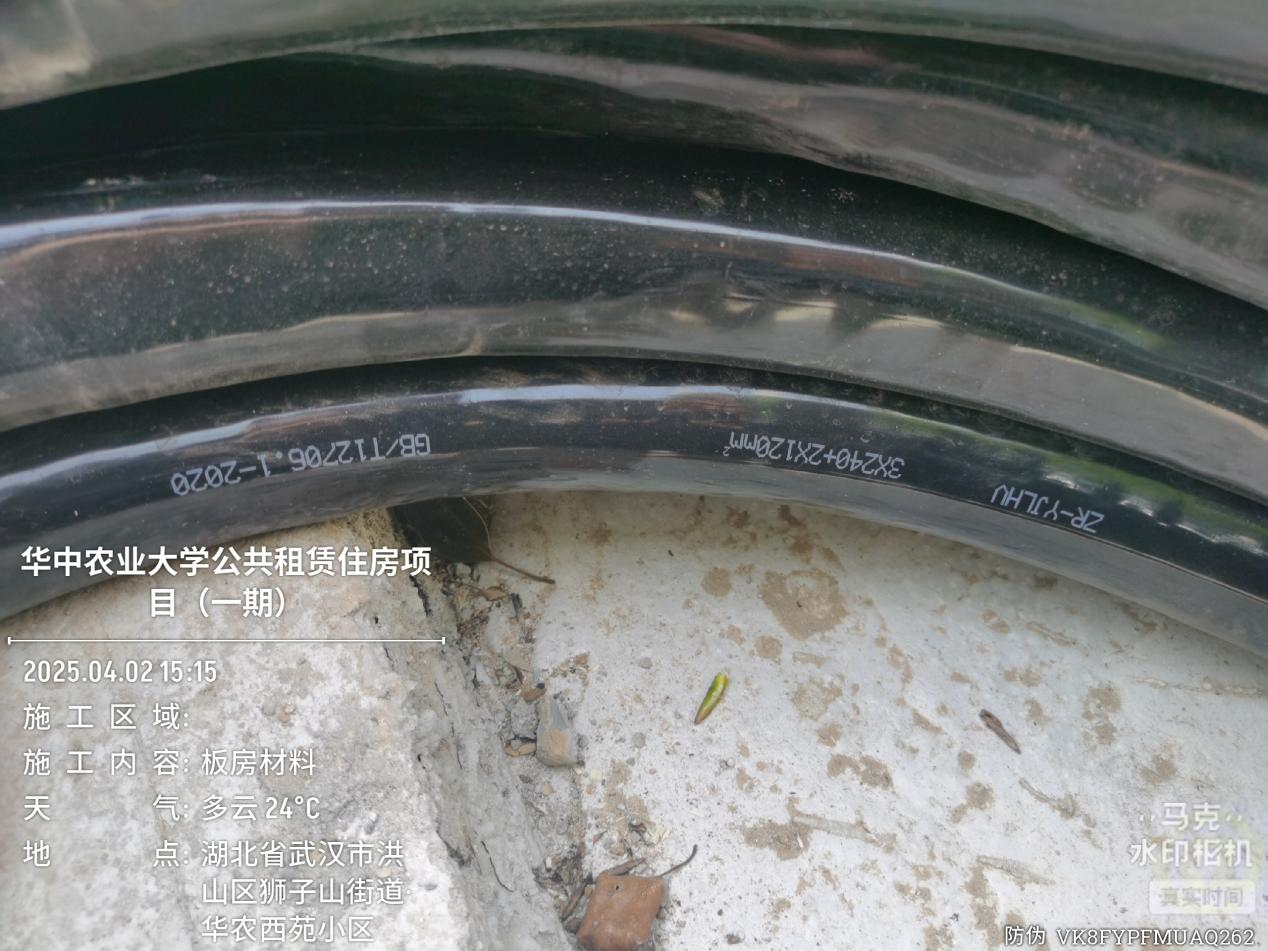 ZR-YJLHV 3X240+2X120mm² GB/T12706.1-2020
华中农业大学公共租赁住房项
目（一期）
2025.04.02 15:15
施工区域:
施工内容: 板房材料
天气: 多云 24°C
地点: 湖北省武汉市洪
山区狮子山街道·
华农西苑小区
马克
水印相机
真实时间
防伪 VK8FYPFMUAQ262